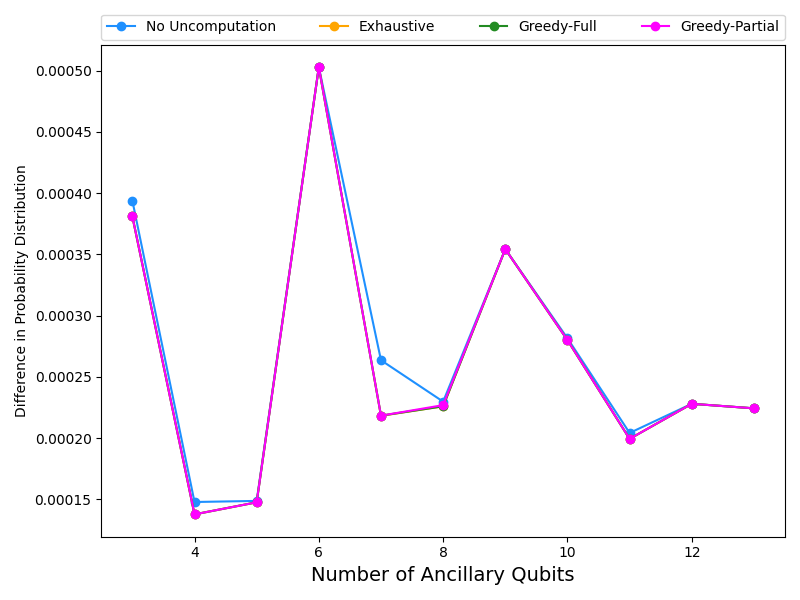 No Uncomputation Exhaustive Greedy-Full Greedy-Partial
0.00050
0.00045
0.00040
0.00035
0.00030
0.00025
0.00020
0.00015
Difference in Probability Distribution
4 6 8 10 12
Number of Ancillary Qubits